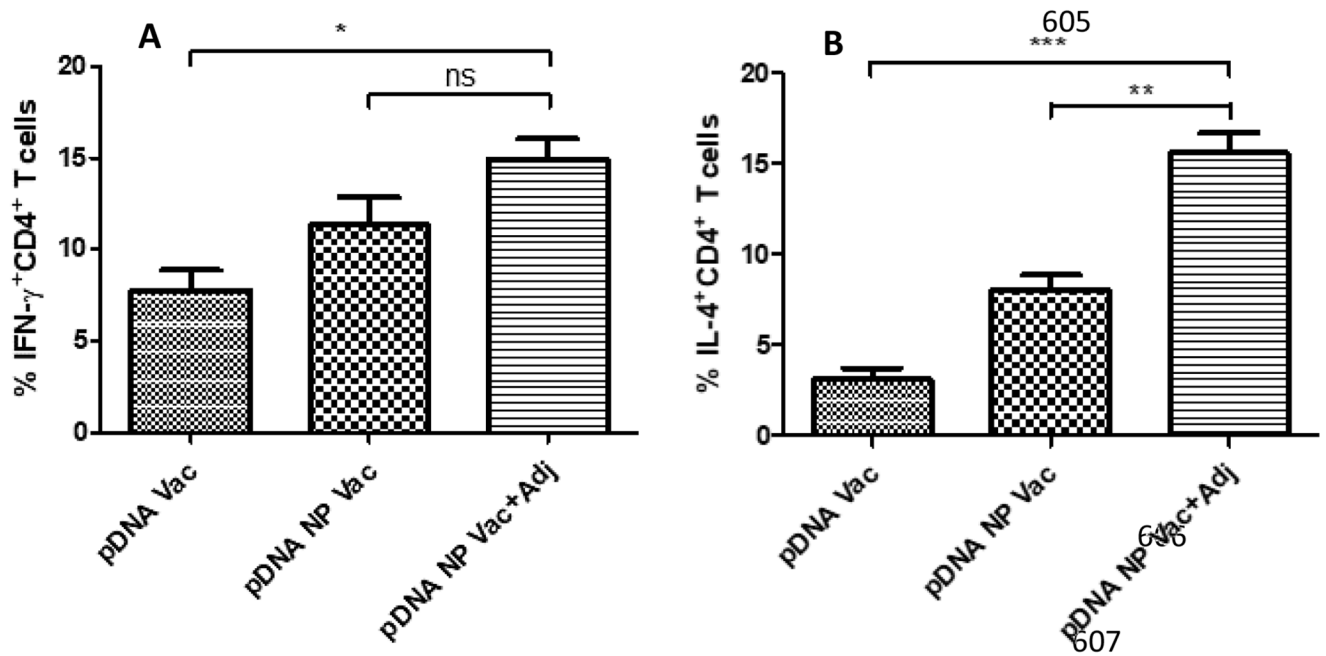 A
*
ns
20
15
10
5
0
% IFN-γ⁺CD4⁺ T cells
pDNA Vac
pDNA NP Vac
pDNA NP Vac+Adj
605
B
***
**
20
15
10
5
0
% IL-4⁺CD4⁺ T cells
pDNA Vac
pDNA NP Vac
pDNA NP Vac+Adj
607